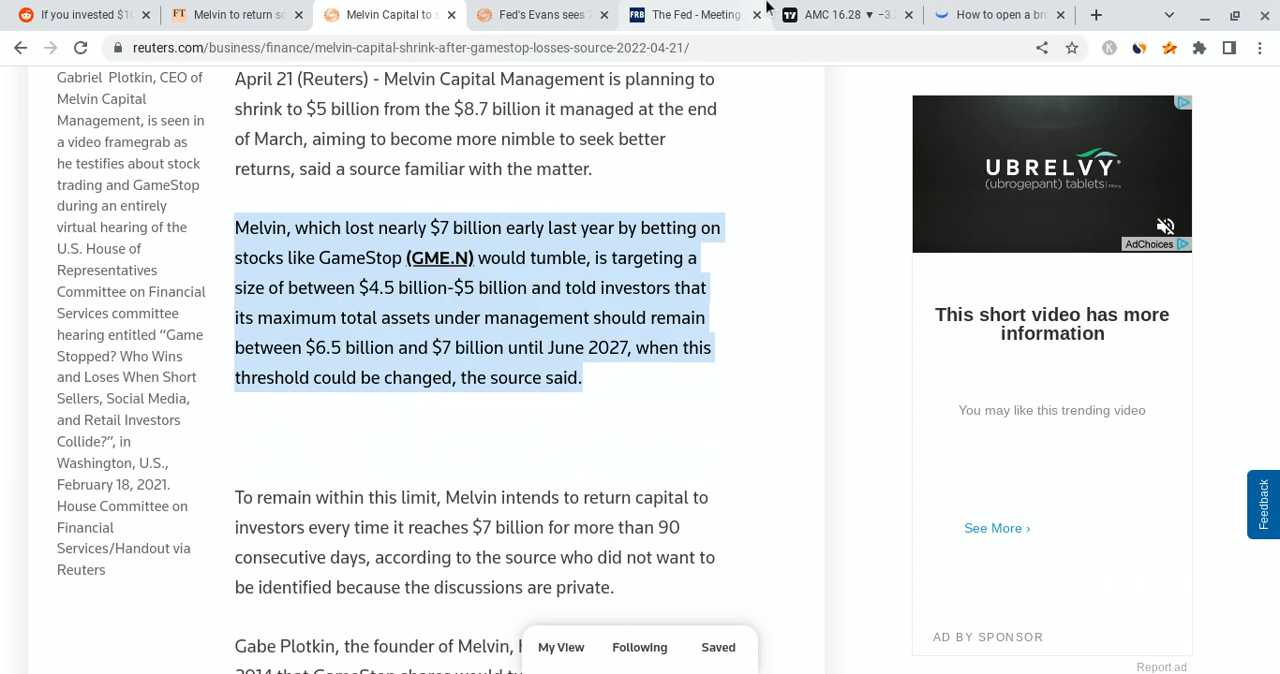 If you invested $10
Melvin to return so
Melvin Capital to s
Fed's Evans sees
FRB The Fed - Meeting
AMC 16.28 ▼ −3.
How to open a bro
reuters.com/business/finance/melvin-capital-shrink-after-gamestop-losses-source-2022-04-21/
Gabriel Plotkin, CEO of
Melvin Capital
Management, is seen in
a video framegrab as
he testifies about stock
trading and GameStop
during an entirely
virtual hearing of the
U.S. House of
Representatives
Committee on Financial
Services committee
hearing entitled “Game
Stopped? Who Wins
and Loses When Short
Sellers, Social Media,
and Retail Investors
Collide?”, in
Washington, U.S.,
February 18, 2021.
House Committee on
Financial
Services/Handout via
Reuters
April 21 (Reuters) - Melvin Capital Management is planning to
shrink to $5 billion from the $8.7 billion it managed at the end
of March, aiming to become more nimble to seek better
returns, said a source familiar with the matter.
Melvin, which lost nearly $7 billion early last year by betting on
stocks like GameStop (GME.N) would tumble, is targeting a
size of between $4.5 billion-$5 billion and told investors that
its maximum total assets under management should remain
between $6.5 billion and $7 billion until June 2027, when this
threshold could be changed, the source said.
To remain within this limit, Melvin intends to return capital to
investors every time it reaches $7 billion for more than 90
consecutive days, according to the source who did not want to
be identified because the discussions are private.
Gabe Plotkin, the founder of Melvin,
My View
Following
Saved
UBRELVY
(ubrogepant) tablets
AdChoices
This short video has more
information
You may like this trending video
See More ›
AD BY SPONSOR
Report ad
Feedback